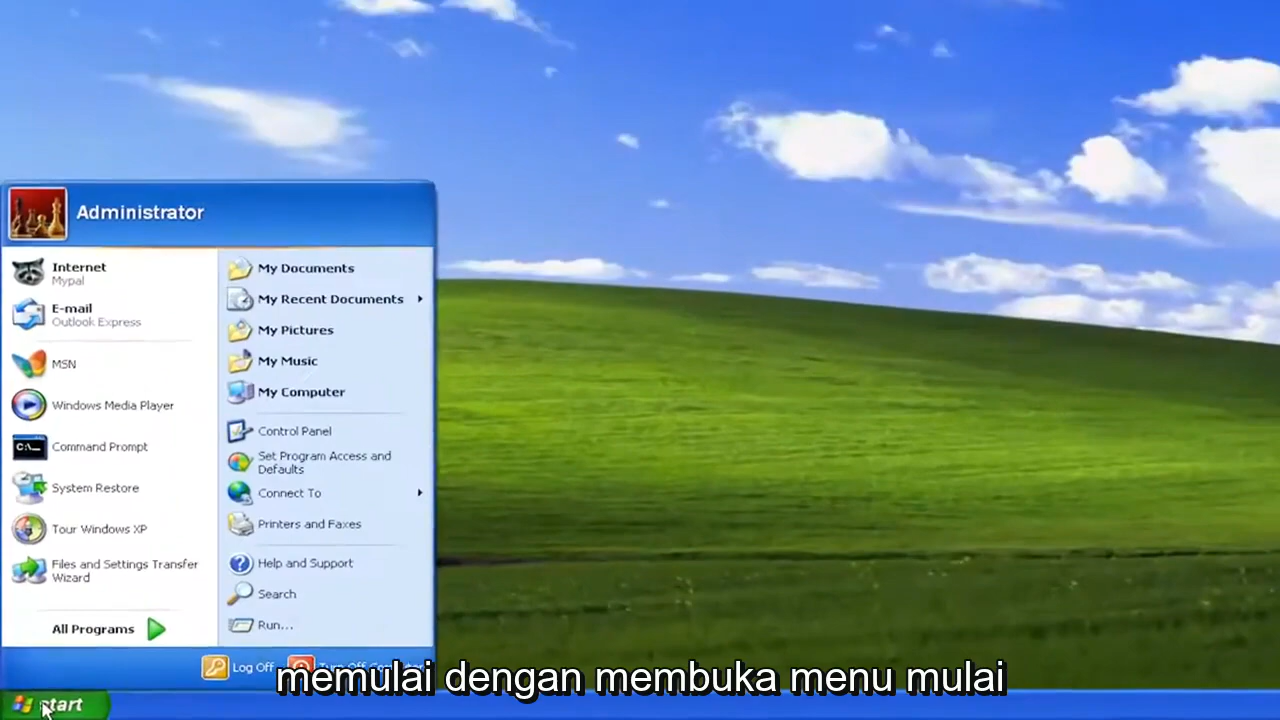 Administrator
Internet
Mypal
E-mail
Outlook Express
MSN
Windows Media Player
C:\_
Command Prompt
System Restore
Tour Windows XP
Files and Settings Transfer
Wizard
All Programs
My Documents
My Recent Documents
My Pictures
My Music
My Computer
Control Panel
Set Program Access and
Defaults
Connect To
Printers and Faxes
Help and Support
Search
Run...
Log Off
Turn Off Computer
memulai dengan membuka menu mulai
start